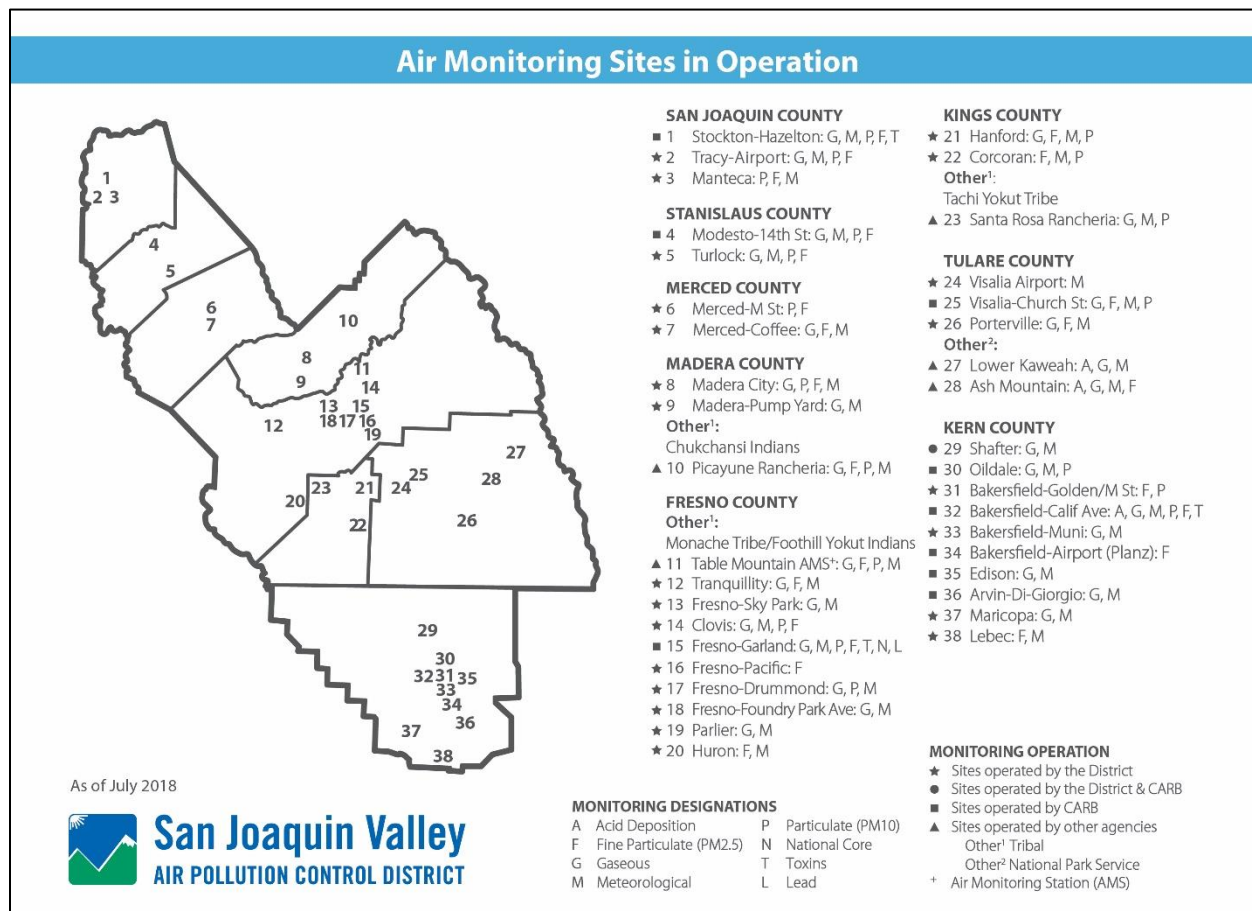 Air Monitoring Sites in Operation
1
2 3
4
5
6
7
10
8
9
11
14
13 15
12 18 17 16
19
27
25
20 23 21 24 28
22 26
29
30
32 31 35
33
34
37 36
38
SAN JOAQUIN COUNTY
■ 1 Stockton-Hazelton: G, M, P, F, T
★ 2 Tracy-Airport: G, M, P, F
★ 3 Manteca: P, F, M
STANISLAUS COUNTY
■ 4 Modesto-14th St: G, M, P, F
★ 5 Turlock: G, M, P, F
MERCED COUNTY
★ 6 Merced-M St: P, F
★ 7 Merced-Coffee: G, F, M
MADERA COUNTY
★ 8 Madera City: G, P, F, M
★ 9 Madera-Pump Yard: G, M
Other¹:
Chukchansi Indians
▲ 10 Picayune Rancheria: G, F, P, M
FRESNO COUNTY
Other¹:
Monache Tribe/Foothill Yokut Indians
▲ 11 Table Mountain AMS⁺: G, F, P, M
★ 12 Tranquillity: G, F, M
★ 13 Fresno-Sky Park: G, M
★ 14 Clovis: G, M, P, F
■ 15 Fresno-Garland: G, M, P, F, T, N, L
★ 16 Fresno-Pacific: F
★ 17 Fresno-Drummond: G, P, M
★ 18 Fresno-Foundry Park Ave: G, M
★ 19 Parlier: G, M
★ 20 Huron: F, M
KINGS COUNTY
★ 21 Hanford: G, F, M, P
★ 22 Corcoran: F, M, P
Other¹:
Tachi Yokut Tribe
▲ 23 Santa Rosa Rancheria: G, M, P
TULARE COUNTY
★ 24 Visalia Airport: M
■ 25 Visalia-Church St: G, F, M, P
★ 26 Porterville: G, F, M
Other²:
▲ 27 Lower Kaweah: A, G, M
▲ 28 Ash Mountain: A, G, M, F
KERN COUNTY
● 29 Shafter: G, M
■ 30 Oildale: G, M, P
★ 31 Bakersfield-Golden/M St: F, P
■ 32 Bakersfield-Calif Ave: A, G, M, P, F, T
★ 33 Bakersfield-Muni: G, M
■ 34 Bakersfield-Airport (Planz): F
■ 35 Edison: G, M
■ 36 Arvin-Di-Giorgio: G, M
★ 37 Maricopa: G, M
★ 38 Lebec: F, M
As of July 2018
San Joaquin Valley
AIR POLLUTION CONTROL DISTRICT
MONITORING DESIGNATIONS
A Acid Deposition
F Fine Particulate (PM2.5)
G Gaseous
M Meteorological
P Particulate (PM10)
N National Core
T Toxins
L Lead
MONITORING OPERATION
★ Sites operated by the District
● Sites operated by the District & CARB
■ Sites operated by CARB
▲ Sites operated by other agencies
Other¹ Tribal
Other² National Park Service
⁺ Air Monitoring Station (AMS)